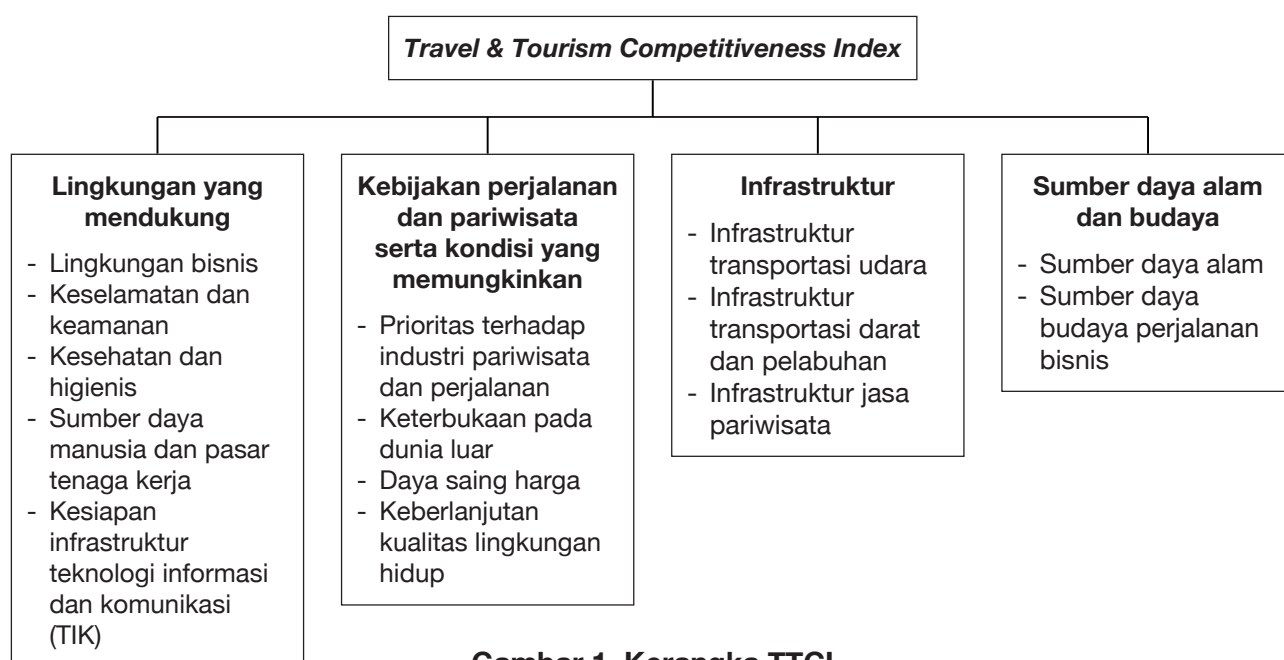 Travel & Tourism Competitiveness Index
Lingkungan yang
mendukung
- Lingkungan bisnis
- Keselamatan dan
keamanan
- Kesehatan dan
higienis
- Sumber daya
manusia dan pasar
tenaga kerja
- Kesiapan
infrastruktur
teknologi informasi
dan komunikasi
(TIK)
Kebijakan perjalanan
dan pariwisata
serta kondisi yang
memungkinkan
- Prioritas terhadap
industri pariwisata
dan perjalanan
- Keterbukaan pada
dunia luar
- Daya saing harga
- Keberlanjutan
kualitas lingkungan
hidup
Infrastruktur
- Infrastruktur
transportasi udara
- Infrastruktur
transportasi darat
dan pelabuhan
- Infrastruktur jasa
pariwisata
Sumber daya alam
dan budaya
- Sumber daya alam
- Sumber daya
budaya perjalanan
bisnis
Gambar 1. Kerangka TTCI